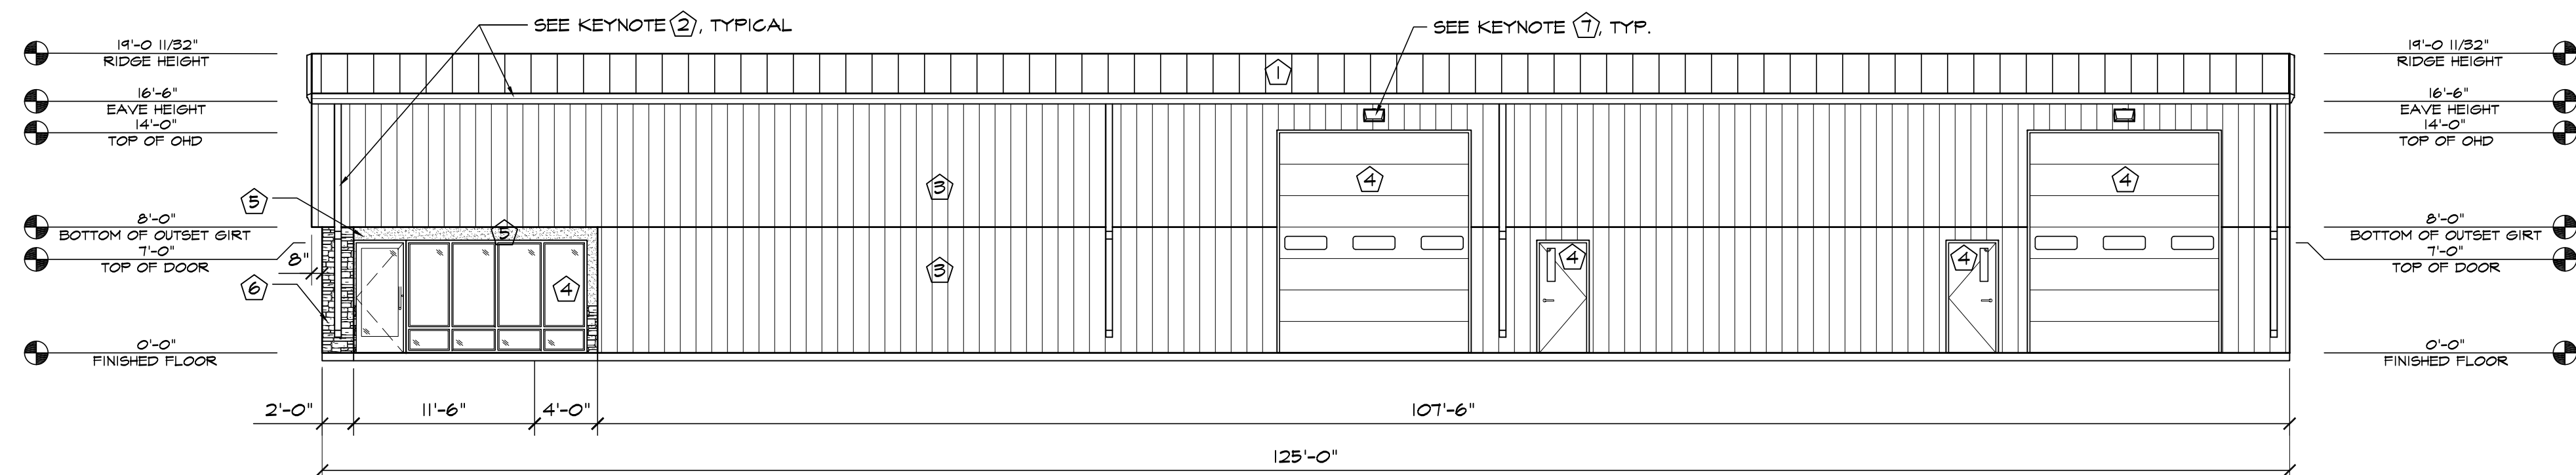 SEE KEYNOTE 2, TYPICAL
SEE KEYNOTE 7, TYP.
19'-0 11/32"
RIDGE HEIGHT
16'-6"
EAVE HEIGHT
14'-0"
TOP OF OHD
8'-0"
BOTTOM OF OUTSET GIRT
7'-0"
TOP OF DOOR
0'-0"
FINISHED FLOOR
1
3
4
4
5
5
8"
3
4
4
4
6
19'-0 11/32"
RIDGE HEIGHT
16'-6"
EAVE HEIGHT
14'-0"
TOP OF OHD
8'-0"
BOTTOM OF OUTSET GIRT
7'-0"
TOP OF DOOR
0'-0"
FINISHED FLOOR
2'-0"
11'-6"
4'-0"
107'-6"
125'-0"